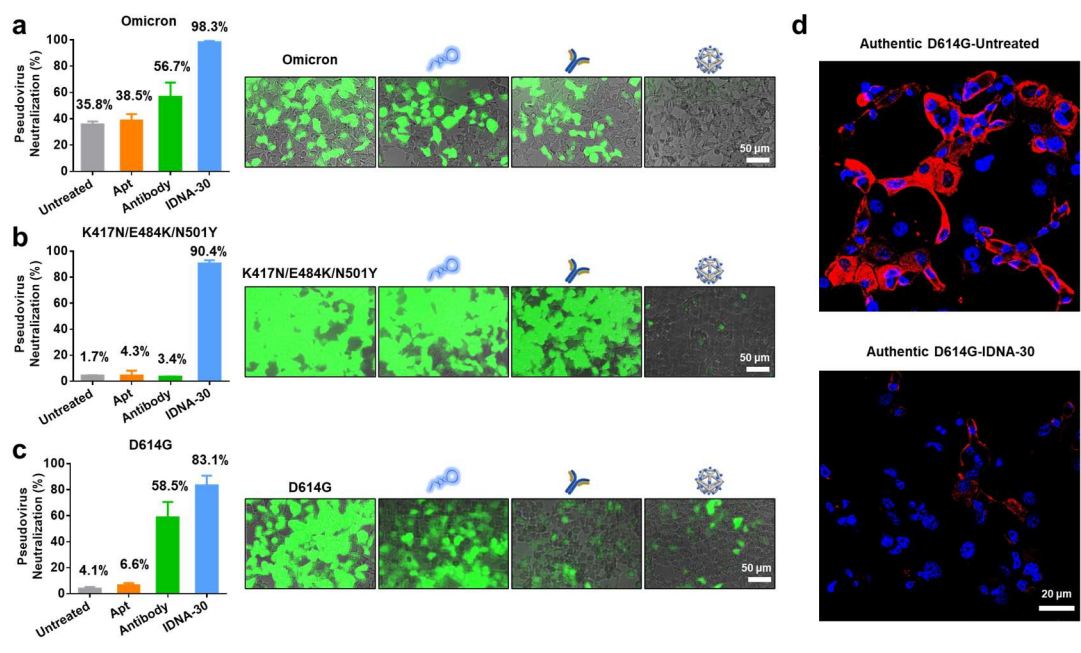 a
Omicron
Pseudovirus
Neutralization (%)
100
80
60
40
20
0
35.8%
38.5%
56.7%
98.3%
Untreated
Apt
Antibody
IDNA-30
Omicron
50 µm
b
K417N/E484K/N501Y
Pseudovirus
Neutralization (%)
100
80
60
40
20
0
1.7%
4.3%
3.4%
90.4%
Untreated
Apt
Antibody
IDNA-30
K417N/E484K/N501Y
50 µm
c
D614G
Pseudovirus
Neutralization (%)
100
80
60
40
20
0
4.1%
6.6%
58.5%
83.1%
Untreated
Apt
Antibody
IDNA-30
D614G
50 µm
d
Authentic D614G-Untreated
Authentic D614G-IDNA-30
20 µm